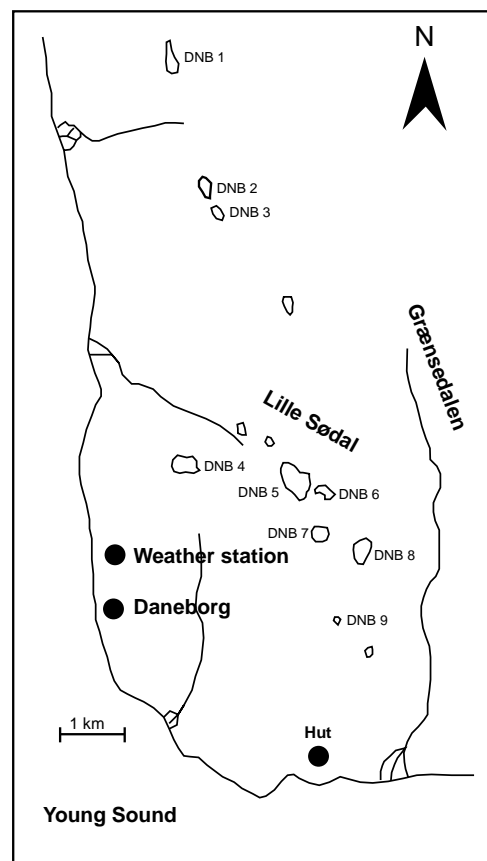 N
DNB 1
DNB 2
DNB 3
Grænsedalen
Lille Sødal
DNB 4
DNB 5
DNB 6
DNB 7
DNB 8
Weather station
Daneborg
DNB 9
1 km
Hut
Young Sound